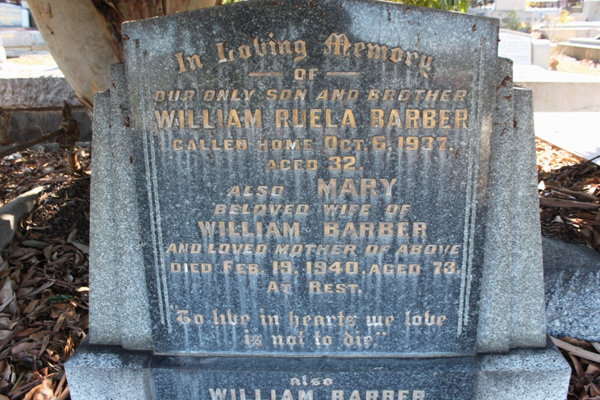 In Loving Memory
OF
OUR ONLY SON AND BROTHER
WILLIAM RUELA BARBER
CALLED HOME OCT. 6, 1937.
AGED 32.
ALSO MARY
BELOVED WIFE OF
WILLIAM BARBER
AND LOVED MOTHER OF ABOVE
DIED FEB. 19, 1940, AGED 73.
AT REST.
"To live in hearts we love
is not to die."
Also
WILLIAM BARBER